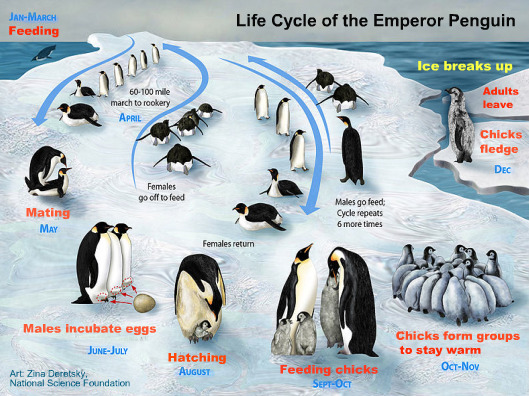 Life Cycle of the Emperor Penguin
JAN-MARCH
Feeding
60-100 mile
march to rookery
APRIL
Females
go off to feed
Mating
MAY
Males incubate eggs
JUNE-JULY
Females return
Hatching
AUGUST
Males go feed;
Cycle repeats
6 more times
Feeding chicks
SEPT-OCT
Chicks form groups
to stay warm
OCT-NOV
Ice breaks up
Adults
leave
Chicks
fledge
DEC
Art: Zina Deretsky,
National Science Foundation